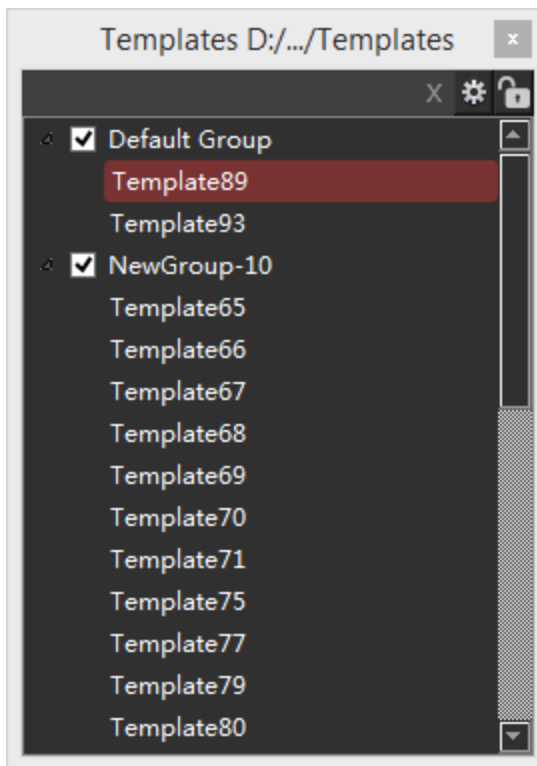 Templates D:/.../Templates
x
X
Default Group
Template89
Template93
NewGroup-10
Template65
Template66
Template67
Template68
Template69
Template70
Template71
Template75
Template77
Template79
Template80